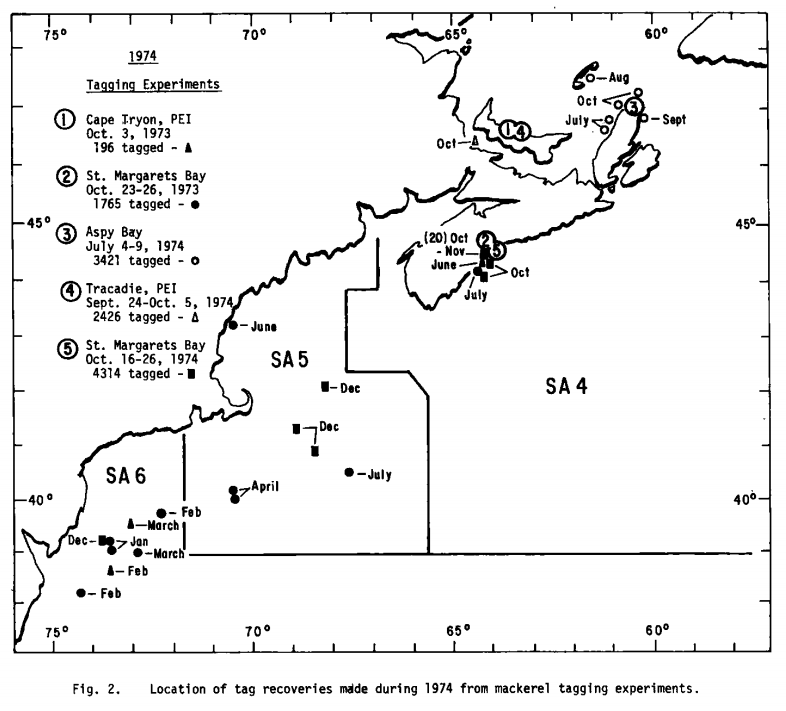 75° 70° 65° 60°
1974
Tagging Experiments
1 Cape Tryon, PEI
Oct. 3, 1973
196 tagged - ▲
2 St. Margarets Bay
Oct. 23-26, 1973
1765 tagged - ●
3 Aspy Bay
July 4-9, 1974
3421 tagged - o
4 Tracadie, PEI
Sept. 24-Oct. 5, 1974
2426 tagged - △
5 St. Margarets Bay
Oct. 16-26, 1974
4314 tagged - ■
Aug
Oct
3
July
Sept
1 4
Oct
45° 45°
(20) Oct
2
- Nov
5
June
Oct
July
June
SA 5
SA 4
Dec
Dec
July
April
SA 6
40° 40°
Feb
March
Dec
Jan
March
Feb
Feb
75° 70° 65° 60°
Fig. 2. Location of tag recoveries made during 1974 from mackerel tagging experiments.